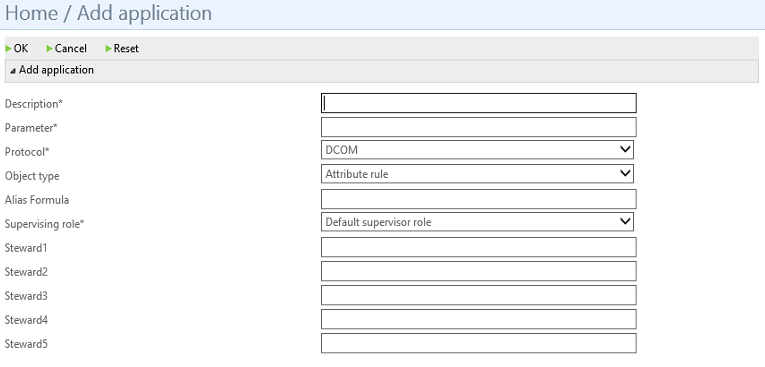 Home / Add application
OK Cancel Reset
Add application
Description*
Parameter*
Protocol* DCOM
Object type Attribute rule
Alias Formula
Supervising role* Default supervisor role
Steward1
Steward2
Steward3
Steward4
Steward5